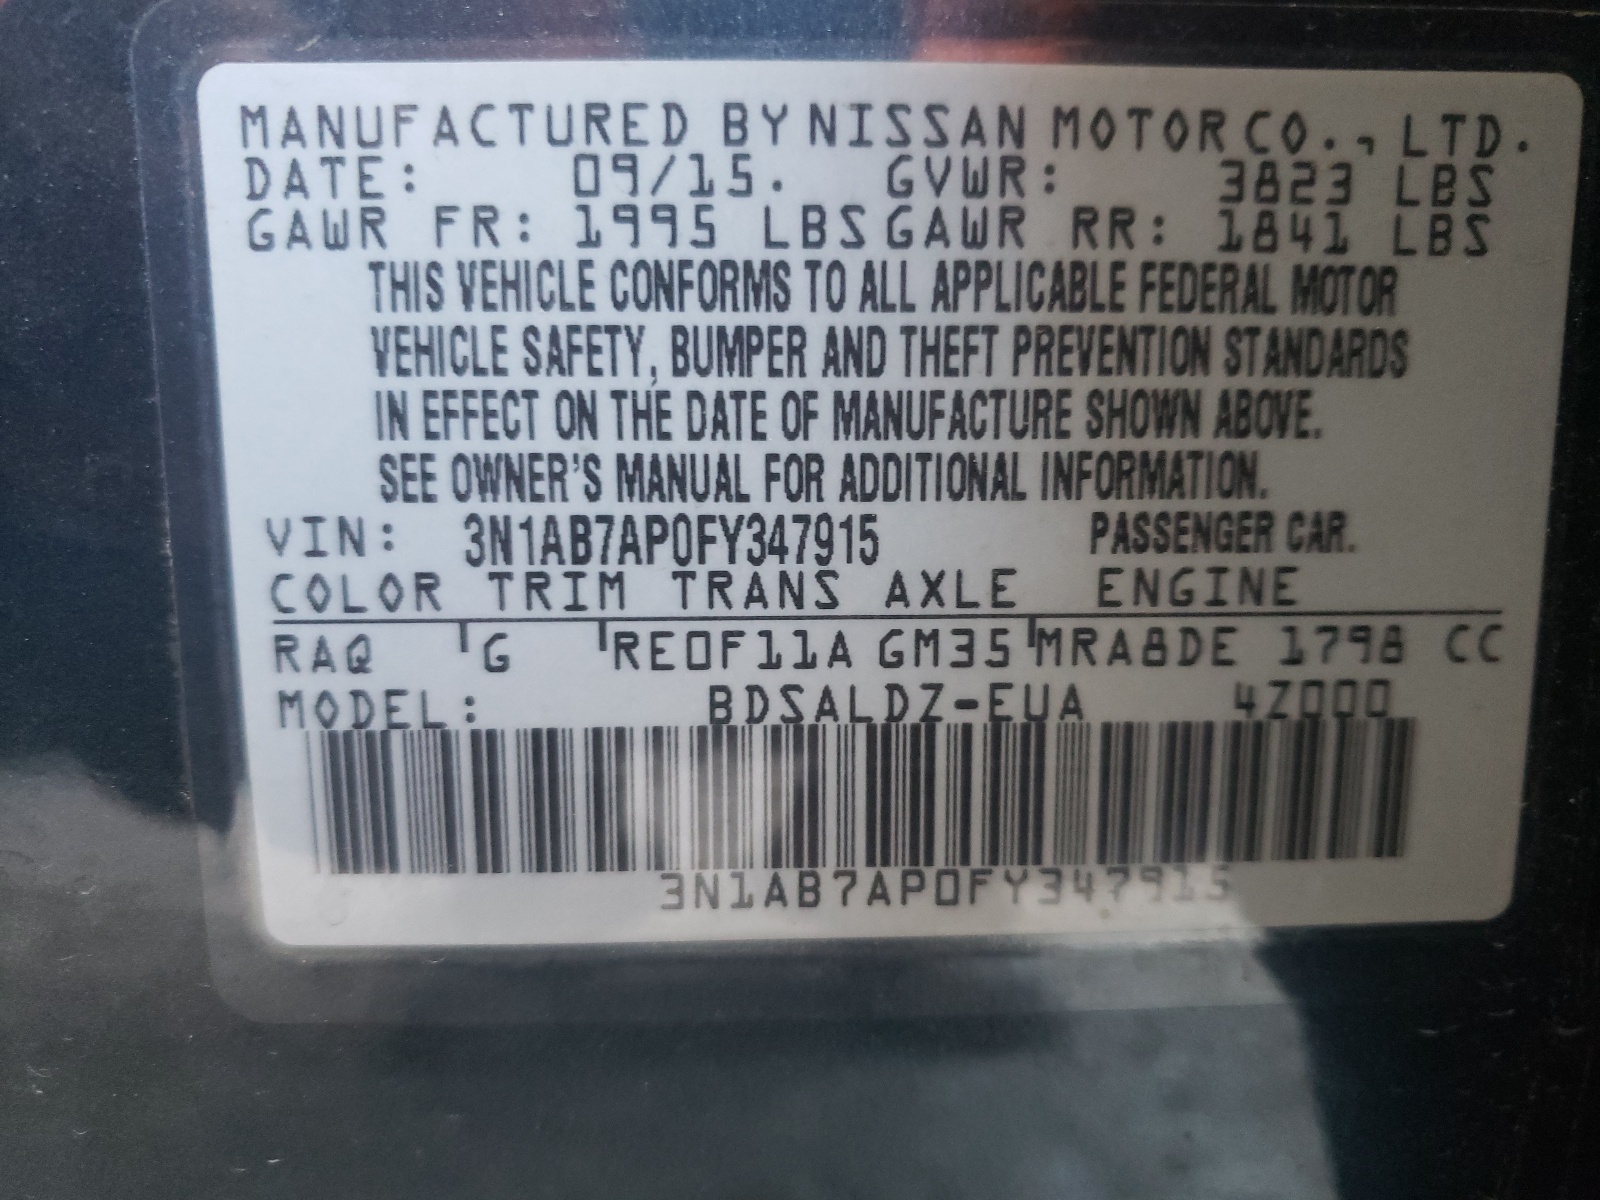 MANUFACTURED BY NISSAN MOTOR CO., LTD.
DATE: 09/15. GVWR: 3823 LBS
GAWR FR: 1995 LBS GAWR RR: 1841 LBS
THIS VEHICLE CONFORMS TO ALL APPLICABLE FEDERAL MOTOR
VEHICLE SAFETY, BUMPER AND THEFT PREVENTION STANDARDS
IN EFFECT ON THE DATE OF MANUFACTURE SHOWN ABOVE.
SEE OWNER'S MANUAL FOR ADDITIONAL INFORMATION.
VIN: 3N1AB7AP0FY347915 PASSENGER CAR.
COLOR TRIM TRANS AXLE ENGINE
RAQ G RE0F11A GM35 MRA8DE 1798 CC
MODEL: BDSALDZ-EUA 4Z000
3N1AB7AP0FY347915